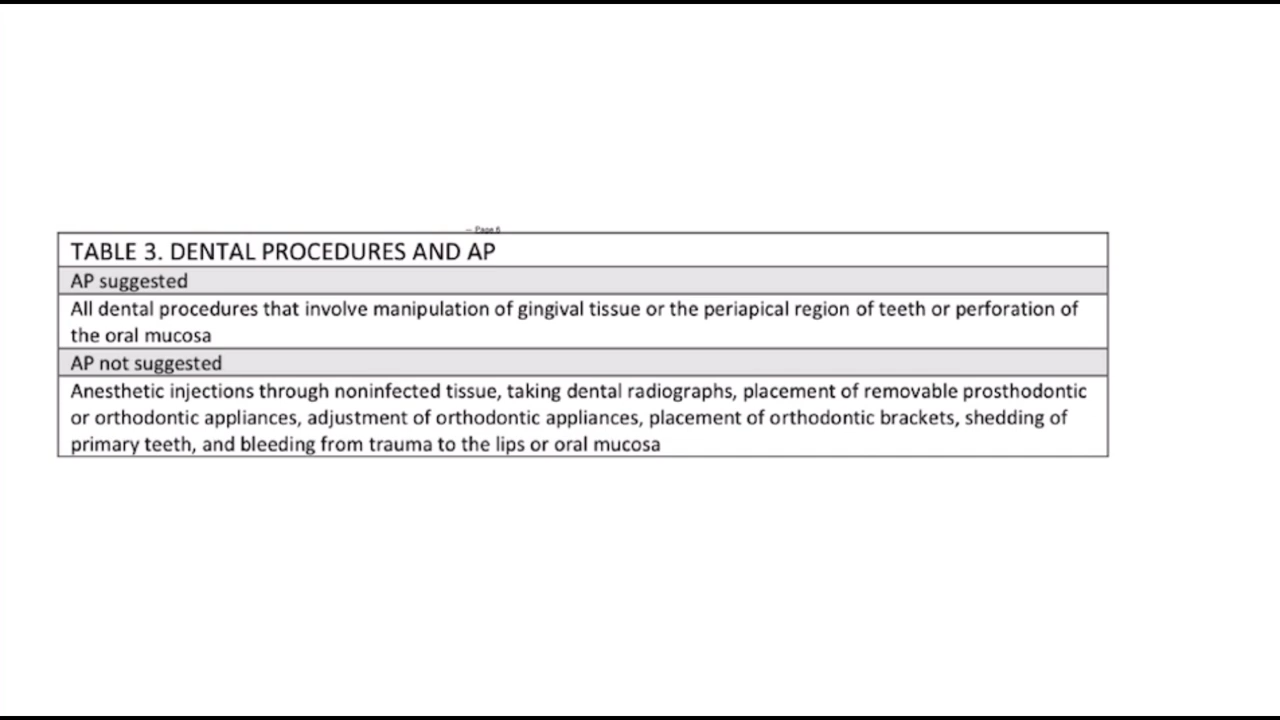 — Page 6
TABLE 3. DENTAL PROCEDURES AND AP
AP suggested
All dental procedures that involve manipulation of gingival tissue or the periapical region of teeth or perforation of
the oral mucosa
AP not suggested
Anesthetic injections through noninfected tissue, taking dental radiographs, placement of removable prosthodontic
or orthodontic appliances, adjustment of orthodontic appliances, placement of orthodontic brackets, shedding of
primary teeth, and bleeding from trauma to the lips or oral mucosa